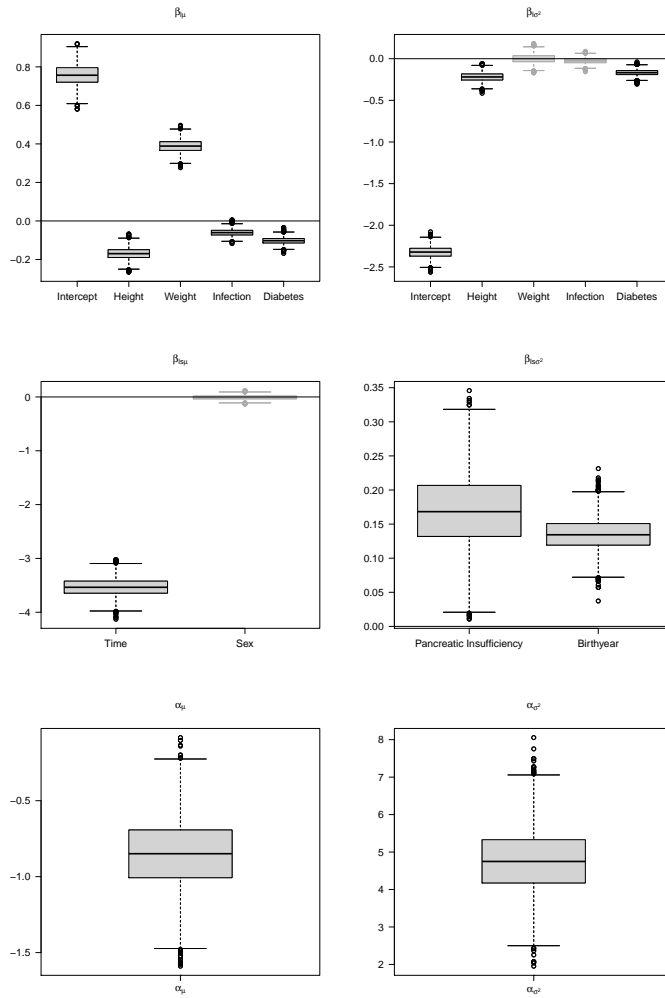 β_lμ
0.8
0.6
0.4
0.2
0.0
−0.2
Intercept Height Weight Infection Diabetes
β_lσ²
0.0
−0.5
−1.0
−1.5
−2.0
−2.5
Intercept Height Weight Infection Diabetes
β_lsμ
0
−1
−2
−3
−4
Time Sex
β_lsσ²
0.35
0.30
0.25
0.20
0.15
0.10
0.05
0.00
Pancreatic Insufficiency Birthyear
α_μ
−0.5
−1.0
−1.5
α_μ
α_σ²
8
7
6
5
4
3
2
α_σ²